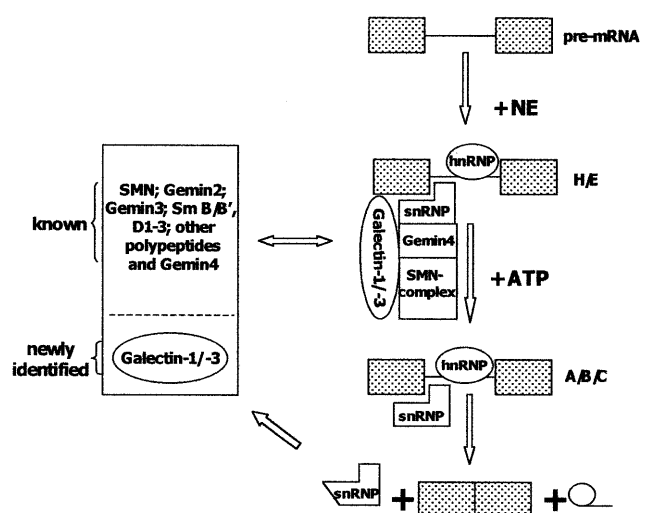 pre-mRNA
+NE
hnRNP
H/E
SMN; Gemin2;
Gemin3; Sm B/B',
D1-3; other
polypeptides
and Gemin4
known
snRNP
Galectin-1/-3
Gemin4
SMN-
complex
+ATP
newly
identified
Galectin-1/-3
hnRNP
A/B/C
snRNP
snRNP
+
+